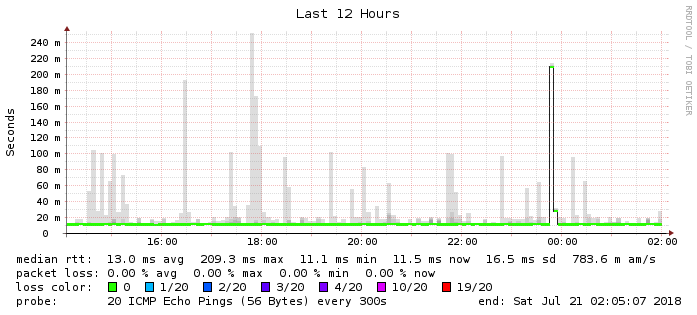 Last 12 Hours
RRDTOOL / TOBI OETIKER
Seconds
240 m
220 m
200 m
180 m
160 m
140 m
120 m
100 m
80 m
60 m
40 m
20 m
0
16:00 18:00 20:00 22:00 00:00 02:00
median rtt: 13.0 ms avg 209.3 ms max 11.1 ms min 11.5 ms now 16.5 ms sd 783.6 m am/s
packet loss: 0.00 % avg 0.00 % max 0.00 % min 0.00 % now
loss color: 0 1/20 2/20 3/20 4/20 10/20 19/20
probe: 20 ICMP Echo Pings (56 Bytes) every 300s end: Sat Jul 21 02:05:07 2018